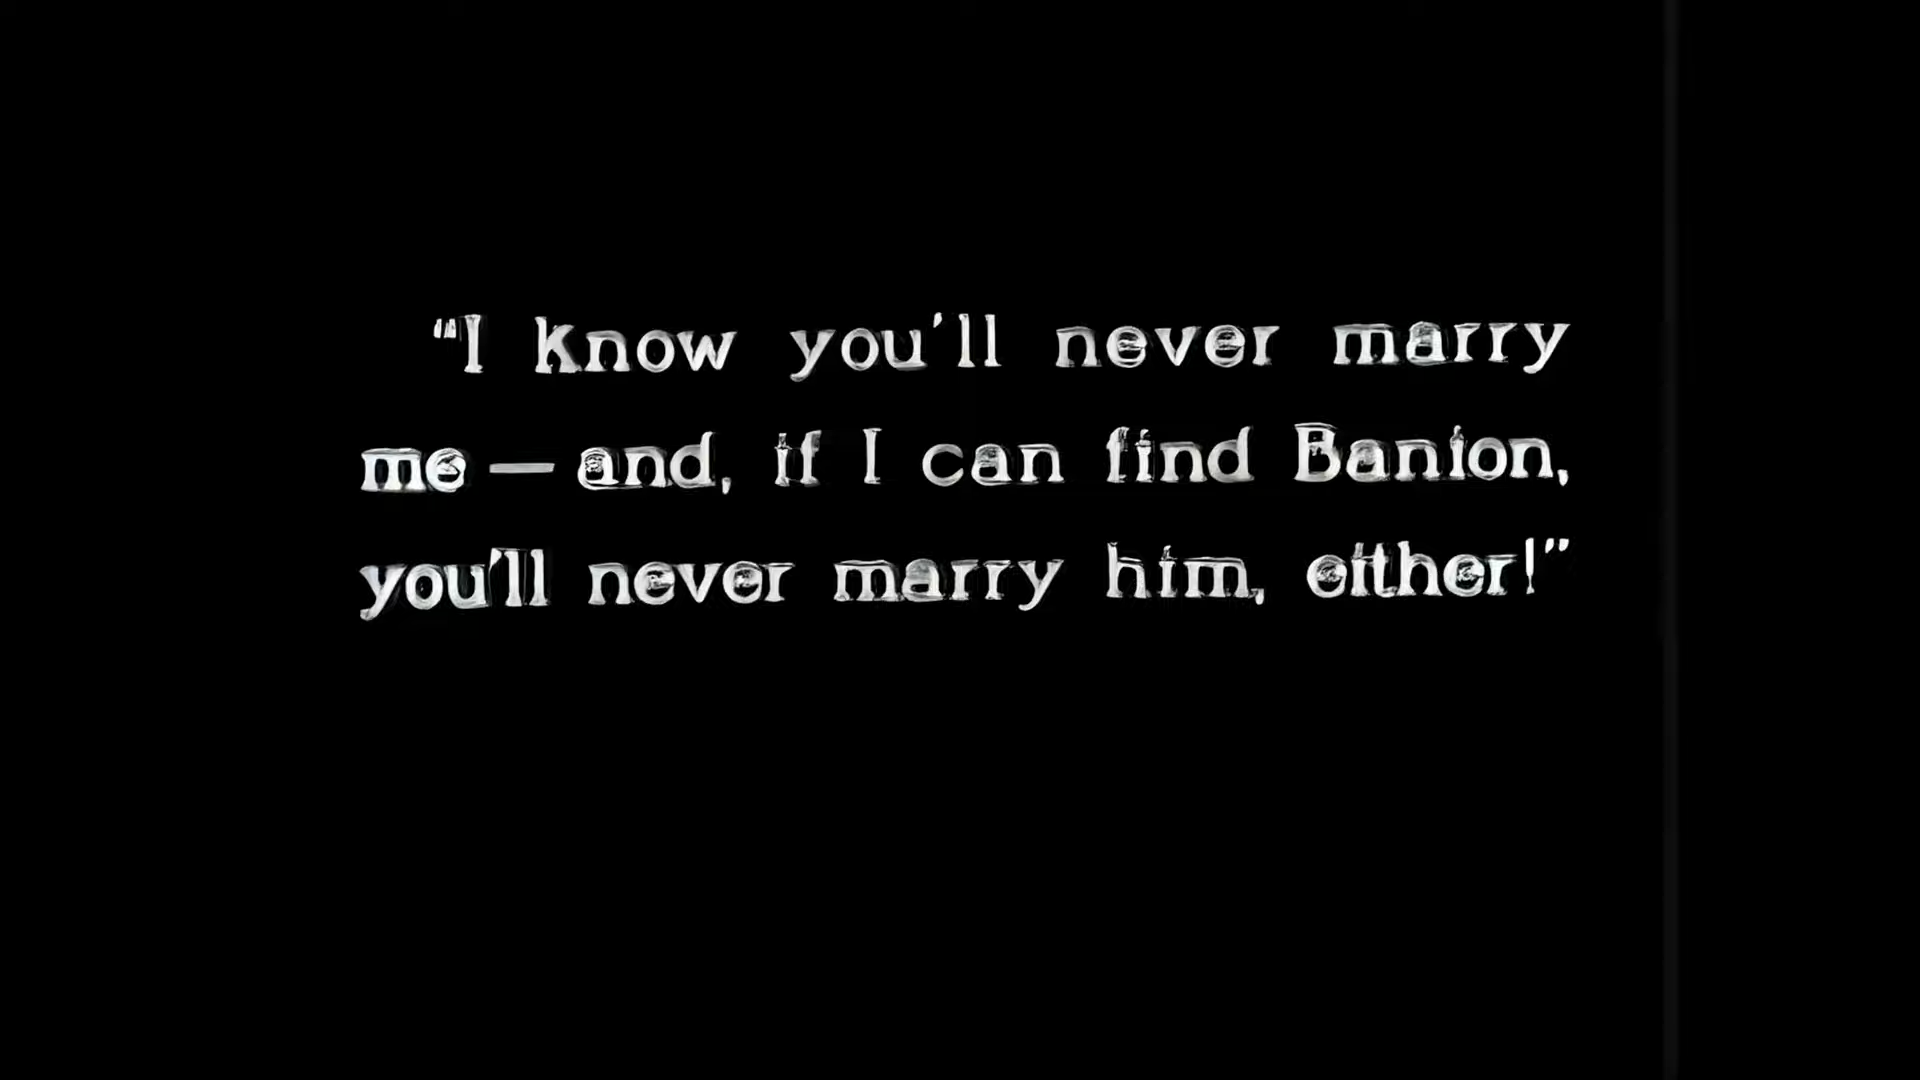 “I know you’ll never marry
me — and, if I can find Banion,
you’ll never marry him, either!”